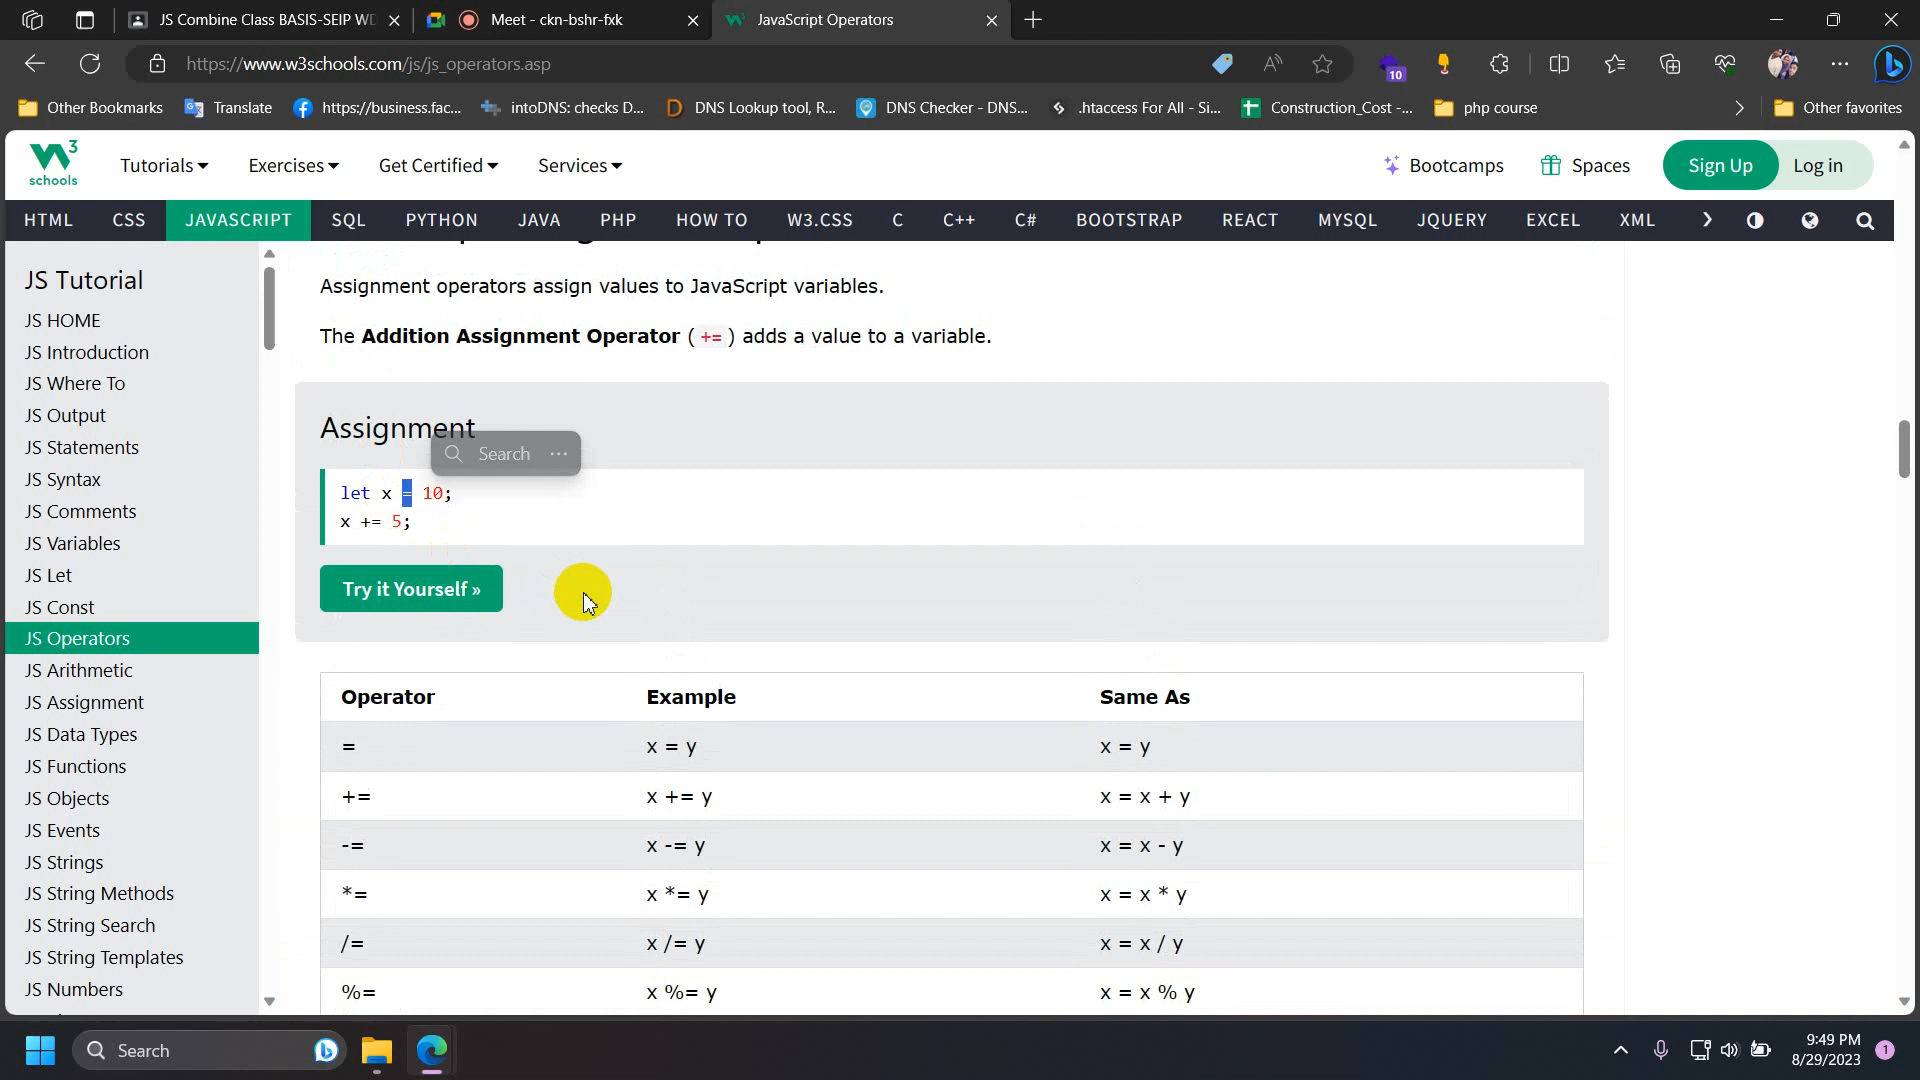 JS Combine Class BASIS-SEIP WD
Meet - ckn-bshr-fxk
JavaScript Operators
https://www.w3schools.com/js/js_operators.asp
10
Other Bookmarks
Translate
https://business.fac...
intoDNS: checks D...
DNS Lookup tool, R...
DNS Checker - DNS...
.htaccess For All - Si...
Construction_Cost -...
php course
Other favorites
W3 schools
Tutorials
Exercises
Get Certified
Services
Bootcamps
Spaces
Sign Up
Log in
HTML
CSS
JAVASCRIPT
SQL
PYTHON
JAVA
PHP
HOW TO
W3.CSS
C
C++
C#
BOOTSTRAP
REACT
MYSQL
JQUERY
EXCEL
XML
JS Tutorial
JS HOME
JS Introduction
JS Where To
JS Output
JS Statements
JS Syntax
JS Comments
JS Variables
JS Let
JS Const
JS Operators
JS Arithmetic
JS Assignment
JS Data Types
JS Functions
JS Objects
JS Events
JS Strings
JS String Methods
JS String Search
JS String Templates
JS Numbers
Assignment operators assign values to JavaScript variables.
The Addition Assignment Operator ( += ) adds a value to a variable.
Assignment
Search ...
let x = 10;
x += 5;
Try it Yourself »
Operator Example Same As
= x = y x = y
+= x += y x = x + y
-= x -= y x = x - y
*= x *= y x = x * y
/= x /= y x = x / y
%= x %= y x = x % y
Search
9:49 PM
8/29/2023
1